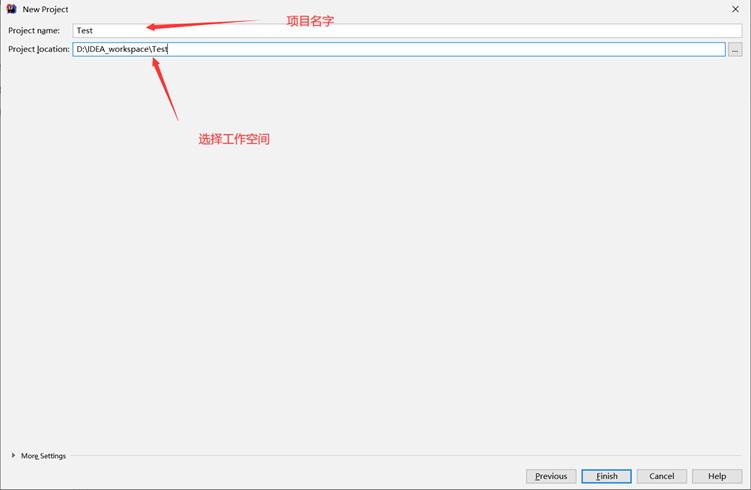 New Project
项目名字
Project name: Test
Project location: D:\IDEA_workspace\Test ...
选择工作空间
More Settings
Previous Finish Cancel Help